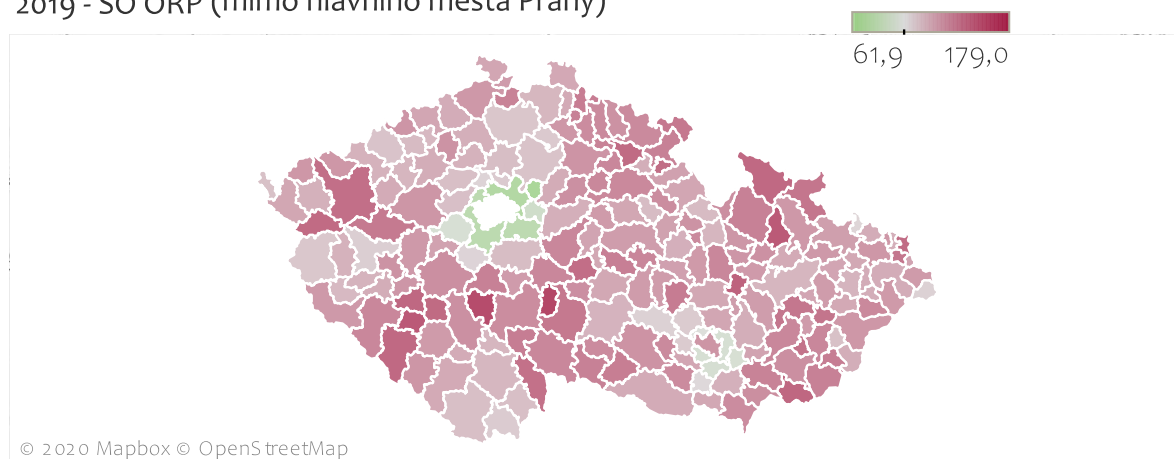 2019 - SO ORP (mimo hlavního města Prahy)
61,9 179,0
© 2020 Mapbox © OpenStreetMap